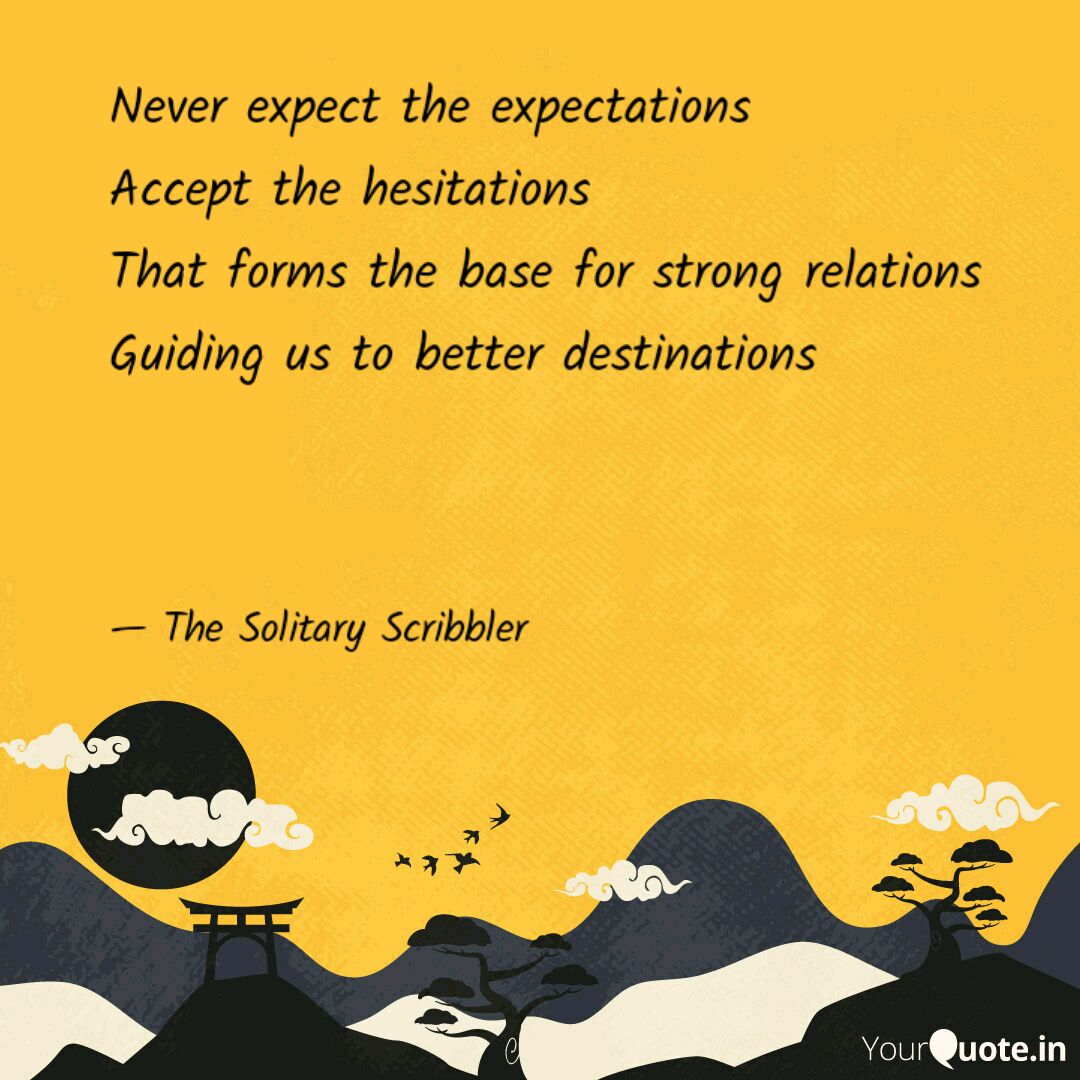 Never expect the expectations
Accept the hesitations
That forms the base for strong relations
Guiding us to better destinations
— The Solitary Scribbler
YourQuote.in